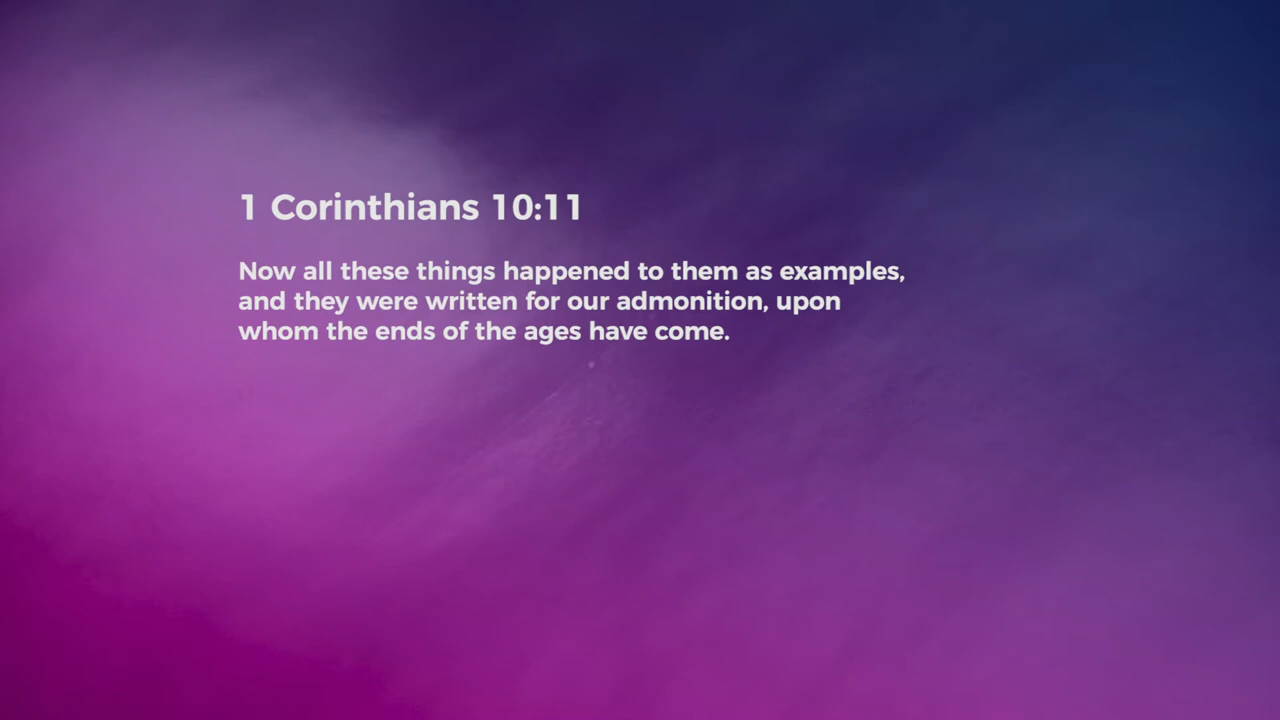 1 Corinthians 10:11
Now all these things happened to them as examples,
and they were written for our admonition, upon
whom the ends of the ages have come.